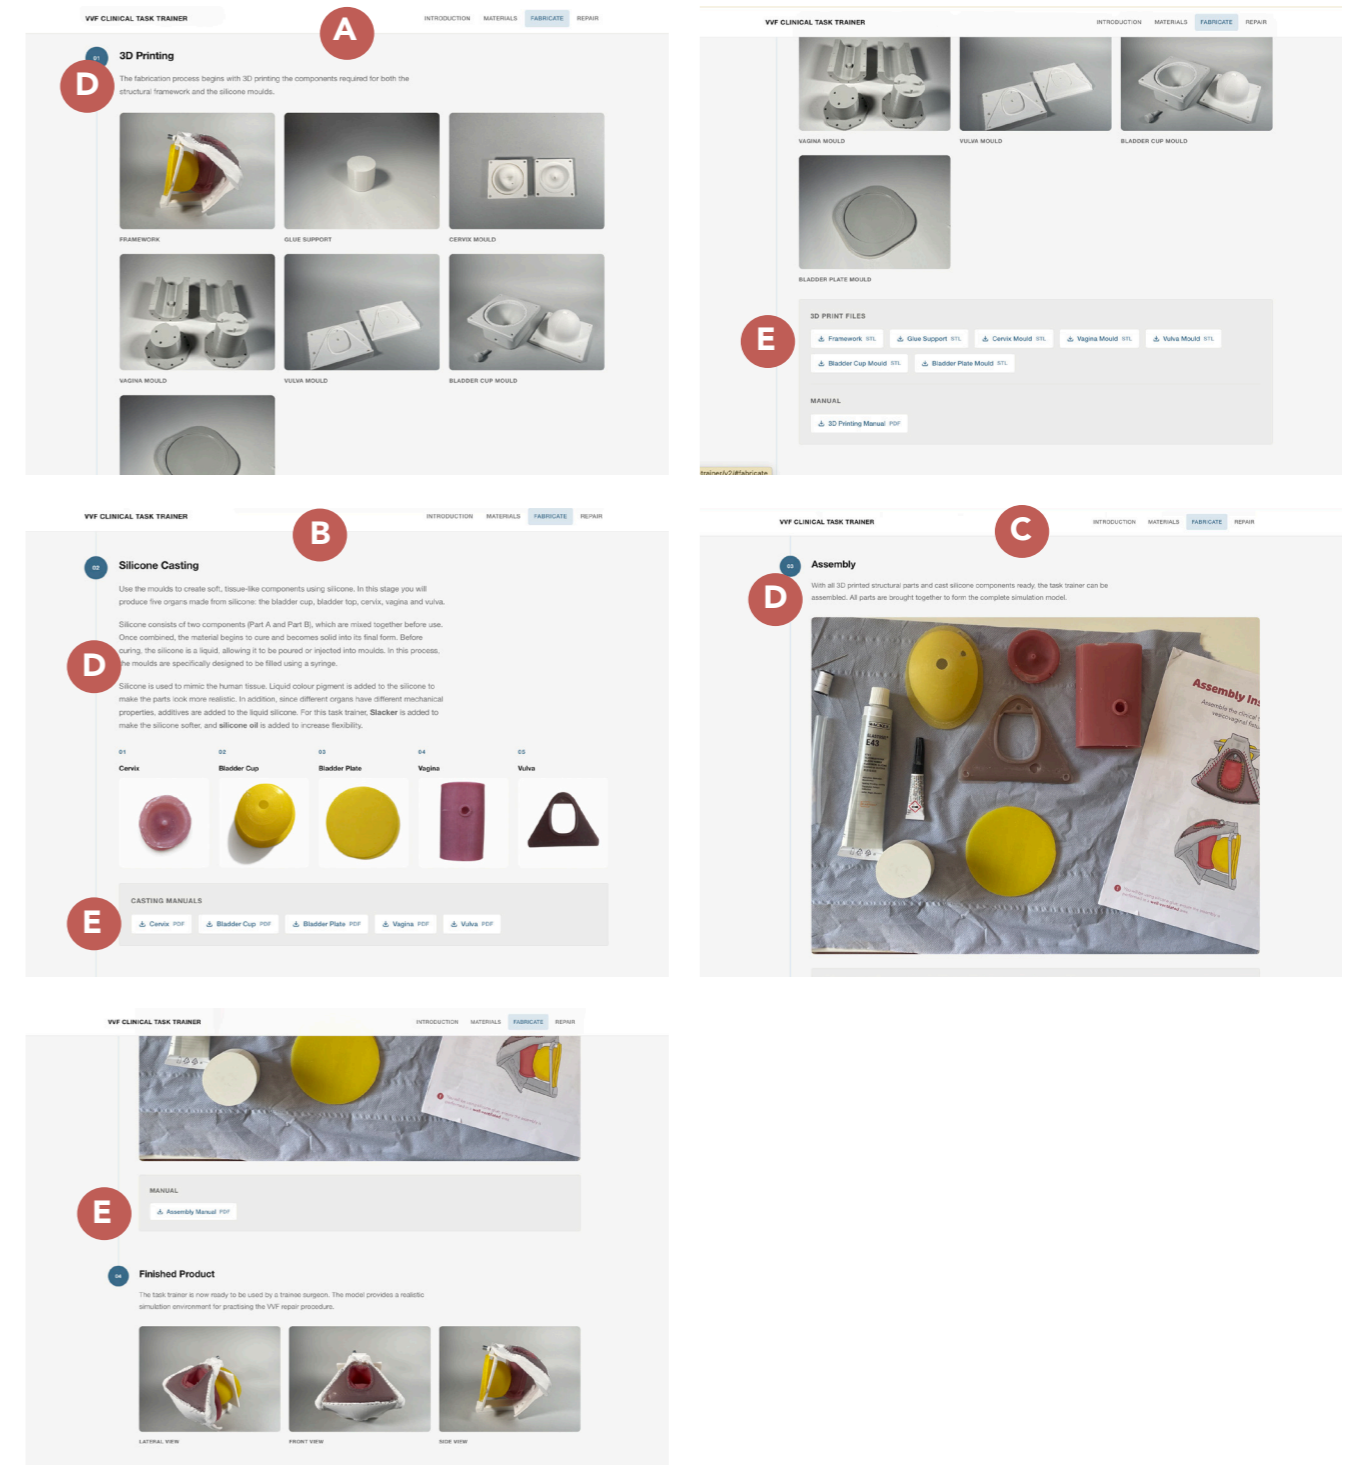 VVF CLINICAL TASK TRAINER
INTRODUCTION MATERIALS FABRICATE REPAIR
A
01
3D Printing
D
The fabrication process begins with 3D printing the components required for both the
structural framework and the silicone moulds.
FRAMEWORK GLUE SUPPORT CERVIX MOULD
VAGINA MOULD VULVA MOULD BLADDER CUP MOULD
VVF CLINICAL TASK TRAINER
INTRODUCTION MATERIALS FABRICATE REPAIR
VAGINA MOULD VULVA MOULD BLADDER CUP MOULD
BLADDER PLATE MOULD
E
3D PRINT FILES
Framework STL Glue Support STL Cervix Mould STL Vagina Mould STL Vulva Mould STL
Bladder Cup Mould STL Bladder Plate Mould STL
MANUAL
3D Printing Manual PDF
trainer/v2/#fabricate
VVF CLINICAL TASK TRAINER
INTRODUCTION MATERIALS FABRICATE REPAIR
B
02
Silicone Casting
Use the moulds to create soft, tissue-like components using silicone. In this stage you will
produce five organs made from silicone: the bladder cup, bladder top, cervix, vagina and vulva.
Silicone consists of two components (Part A and Part B), which are mixed together before use.
Once combined, the material begins to cure and becomes solid into its final form. Before
curing, the silicone is a liquid, allowing it to be poured or injected into moulds. In this process,
the moulds are specifically designed to be filled using a syringe.
D
Silicone is used to mimic the human tissue. Liquid colour pigment is added to the silicone to
make the parts look more realistic. In addition, since different organs have different mechanical
properties, additives are added to the liquid silicone. For this task trainer, Slacker is added to
make the silicone softer, and silicone oil is added to increase flexibility.
01 02 03 04 05
Cervix Bladder Cup Bladder Plate Vagina Vulva
E
CASTING MANUALS
Cervix PDF Bladder Cup PDF Bladder Plate PDF Vagina PDF Vulva PDF
VVF CLINICAL TASK TRAINER
INTRODUCTION MATERIALS FABRICATE REPAIR
C
03
Assembly
D
With all 3D printed structural parts and cast silicone components ready, the task trainer can be
assembled. All parts are brought together to form the complete simulation model.
Assembly Ins
Assemble the clinical t
vesicovaginal fistu
E43
VVF CLINICAL TASK TRAINER
INTRODUCTION MATERIALS FABRICATE REPAIR
E
MANUAL
Assembly Manual PDF
04
Finished Product
The task trainer is now ready to be used by a trainee surgeon. The model provides a realistic
simulation environment for practising the VVF repair procedure.
LATERAL VIEW FRONT VIEW SIDE VIEW